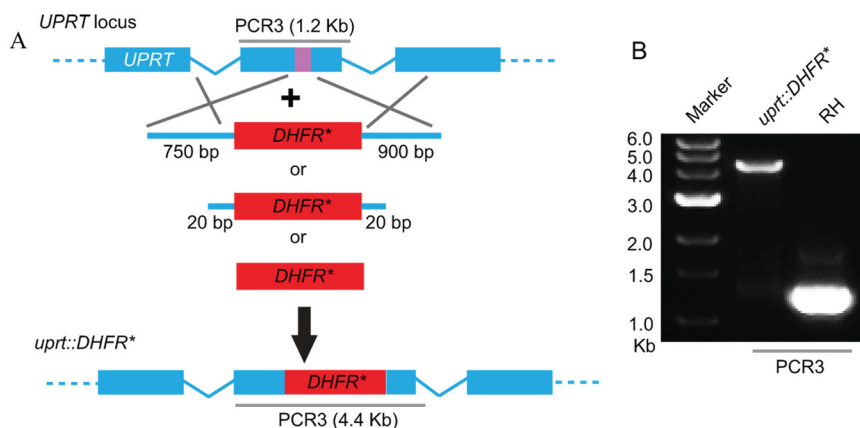 A
UPRT locus
PCR3 (1.2 Kb)
UPRT
+
DHFR*
750 bp
900 bp
or
DHFR*
20 bp
20 bp
or
DHFR*
uprt::DHFR*
DHFR*
PCR3 (4.4 Kb)
B
Marker
uprt::DHFR*
RH
6.0
5.0
4.0
3.0
2.0
1.5
1.0
Kb
PCR3